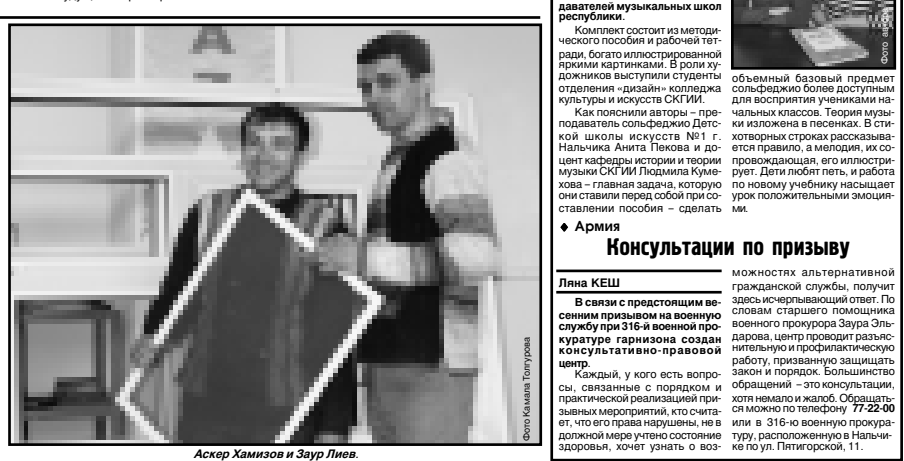 Фото Камала Толгурова
Аскер Хамизов и Заур Лиев.
давателей музыкальных школ
республики.
Комплект состоит из методи-
ческого пособия и рабочей тет-
ради, богато иллюстрированной
яркими картинками. В роли ху-
дожников выступили студенты
отделения «дизайн» колледжа
культуры и искусств СКГИИ.
Как пояснили авторы – пре-
подаватель сольфеджио Детс-
кой школы искусств №1 г.
Нальчика Анита Пекова и до-
цент кафедры истории и теории
музыки СКГИИ Людмила Куме-
хова – главная задача, которую
они ставили перед собой при со-
ставлении пособия – сделать
Фото
объемный базовый предмет
сольфеджио более доступным
для восприятия учениками на-
чальных классов. Теория музы-
ки изложена в песенках. В сти-
хотворных строках рассказыва-
ется правило, а мелодия, их со-
провождающая, его иллюстри-
рует. Дети любят петь, и работа
по новому учебнику насыщает
урок положительными эмоция-
ми.
♦ Армия
Консультации по призыву
Ляна КЕШ
В связи с предстоящим ве-
сенним призывом на военную
службу при 316-й военной про-
куратуре гарнизона создан
консультативно-правовой
центр.
Каждый, у кого есть вопро-
сы, связанные с порядком и
практической реализацией при-
зывных мероприятий, кто счита-
ет, что его права нарушены, не в
должной мере учтено состояние
здоровья, хочет узнать о воз-
можностях альтернативной
гражданской службы, получит
здесь исчерпывающий ответ. По
словам старшего помощника
военного прокурора Заура Эль-
дарова, центр проводит разъяс-
нительную и профилактическую
работу, призванную защищать
закон и порядок. Большинство
обращений – это консультации,
хотя немало и жалоб. Обращать-
ся можно по телефону 77-22-00
или в 316-ю военную прокура-
туру, расположенную в Нальчи-
ке по ул. Пятигорской, 11.